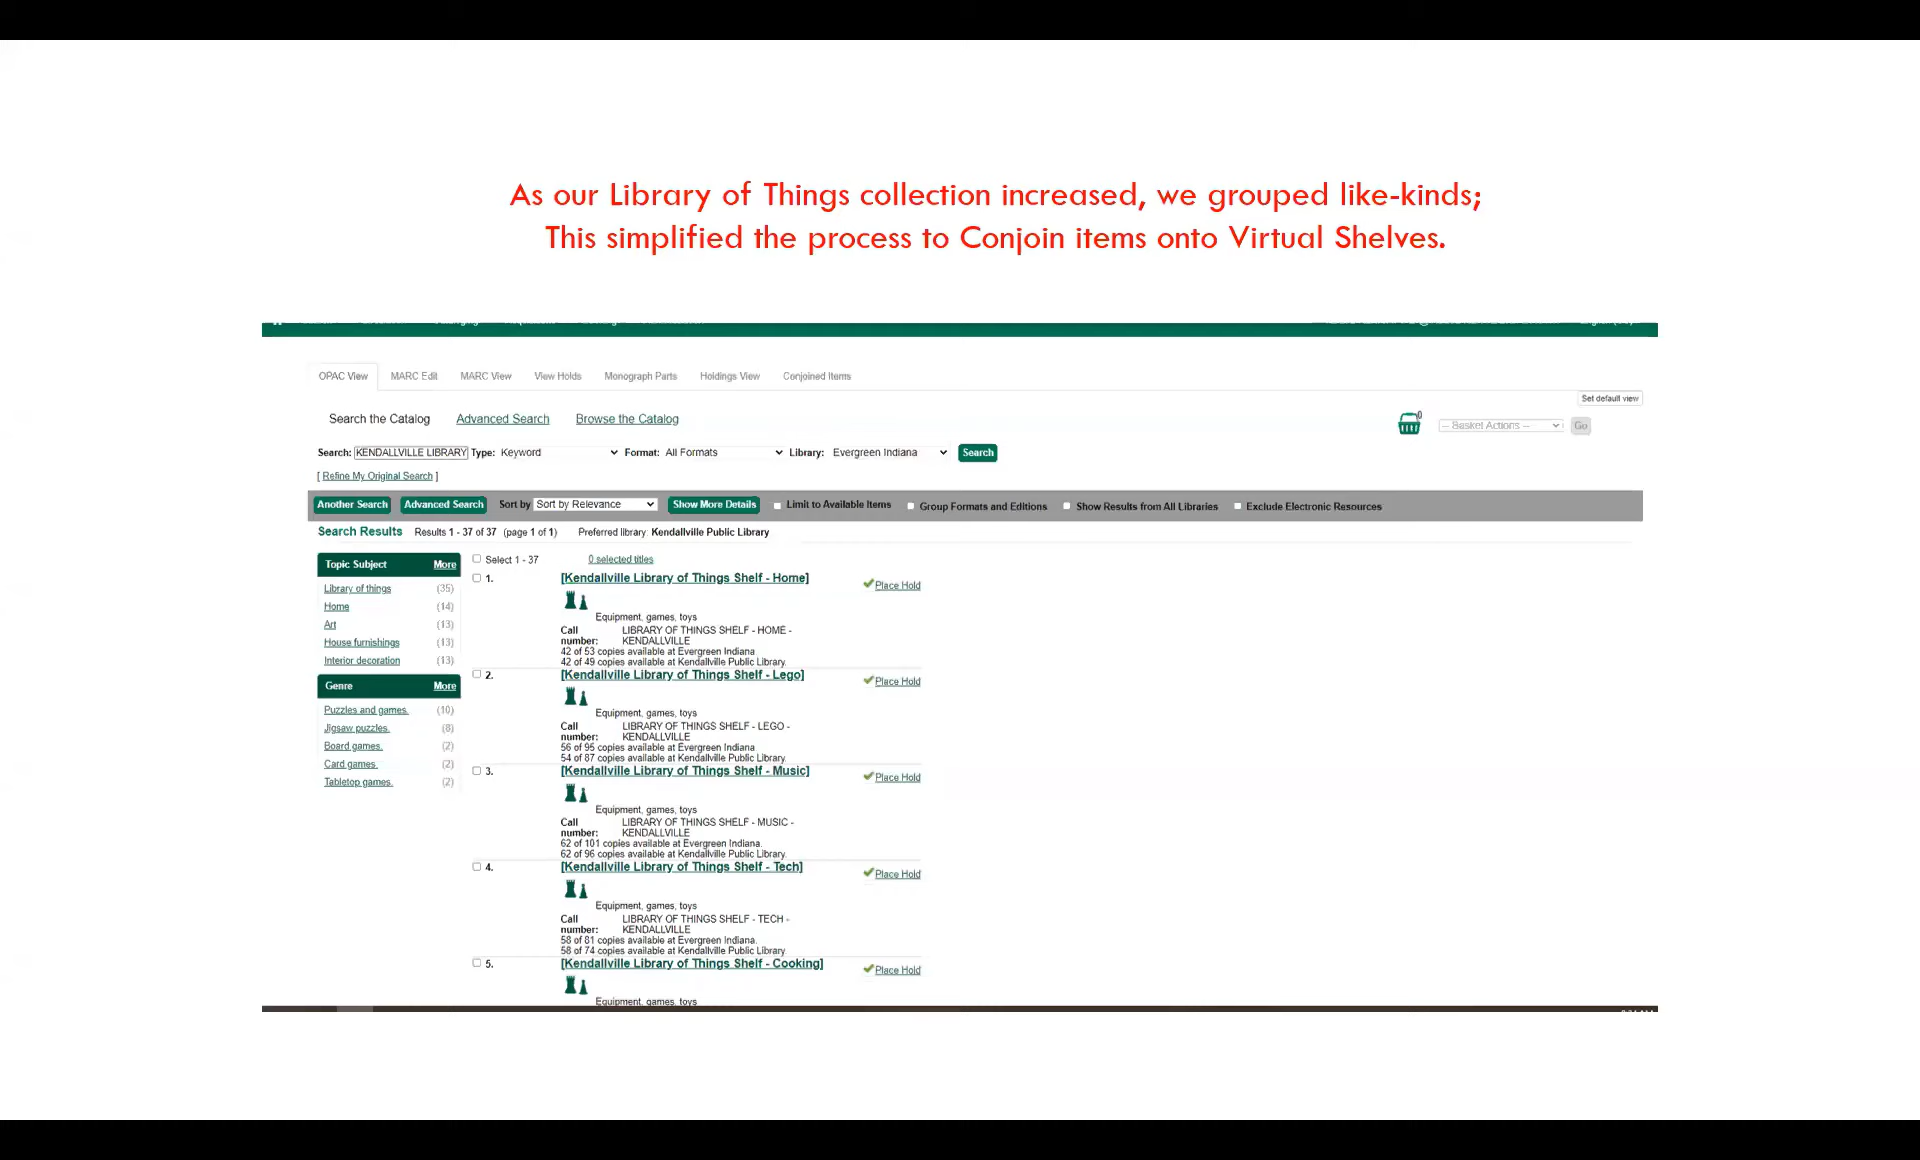 As our Library of Things collection increased, we grouped like-kinds;
This simplified the process to Conjoin items onto Virtual Shelves.
OPAC View MARC Edit MARC View View Holds Monograph Parts Holdings View Conjoined Items
Set default view
Search the Catalog Advanced Search Browse the Catalog
0
-- Basket Actions -- Go
Search: KENDALLVILLE LIBRARY Type: Keyword Format: All Formats Library: Evergreen Indiana Search
[ Refine My Original Search ]
Another Search Advanced Search Sort by Sort by Relevance Show More Details Limit to Available Items Group Formats and Editions Show Results from All Libraries Exclude Electronic Resources
Search Results Results 1 - 37 of 37 (page 1 of 1) Preferred library: Kendallville Public Library
Topic Subject More
Library of things (35)
Home (14)
Art (13)
House furnishings (13)
Interior decoration (13)
Genre More
Puzzles and games. (10)
Jigsaw puzzles. (8)
Board games. (2)
Card games. (2)
Tabletop games. (2)
Select 1 - 37 0 selected titles
1. [Kendallville Library of Things Shelf - Home] Place Hold
Equipment, games, toys
Call number: LIBRARY OF THINGS SHELF - HOME -
KENDALLVILLE
42 of 53 copies available at Evergreen Indiana.
42 of 49 copies available at Kendallville Public Library.
2. [Kendallville Library of Things Shelf - Lego] Place Hold
Equipment, games, toys
Call number: LIBRARY OF THINGS SHELF - LEGO -
KENDALLVILLE
56 of 95 copies available at Evergreen Indiana.
54 of 87 copies available at Kendallville Public Library.
3. [Kendallville Library of Things Shelf - Music] Place Hold
Equipment, games, toys
Call number: LIBRARY OF THINGS SHELF - MUSIC -
KENDALLVILLE
62 of 101 copies available at Evergreen Indiana.
62 of 96 copies available at Kendallville Public Library.
4. [Kendallville Library of Things Shelf - Tech] Place Hold
Equipment, games, toys
Call number: LIBRARY OF THINGS SHELF - TECH -
KENDALLVILLE
58 of 81 copies available at Evergreen Indiana.
58 of 74 copies available at Kendallville Public Library.
5. [Kendallville Library of Things Shelf - Cooking] Place Hold
Equipment, games, toys